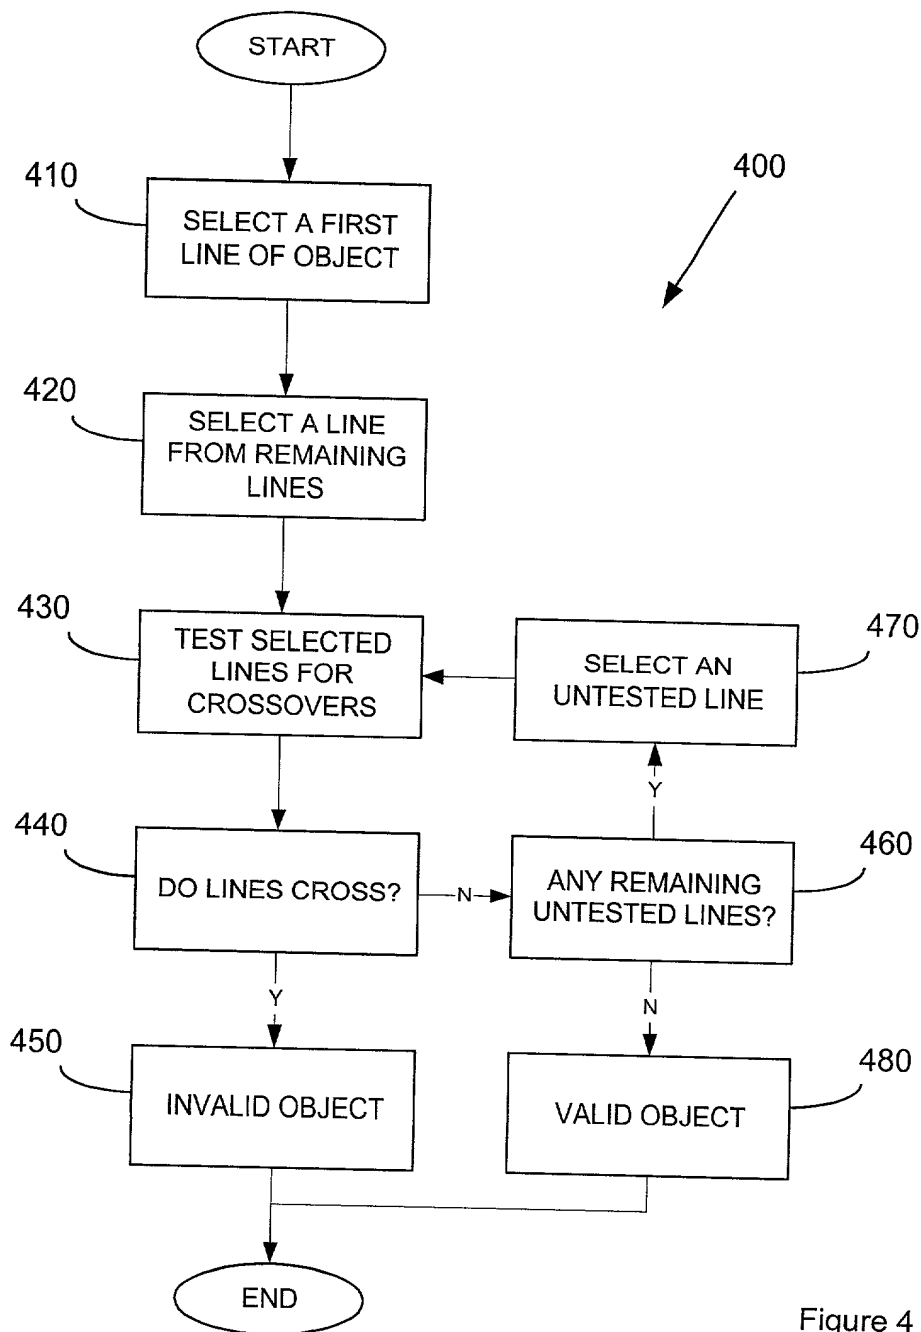 START
410
400
SELECT A FIRST
LINE OF OBJECT
420
SELECT A LINE
FROM REMAINING
LINES
430
TEST SELECTED
LINES FOR
CROSSOVERS
470
SELECT AN
UNTESTED LINE
Y
440
DO LINES CROSS?
N
460
ANY REMAINING
UNTESTED LINES?
Y
N
450
INVALID OBJECT
480
VALID OBJECT
END
Figure 4